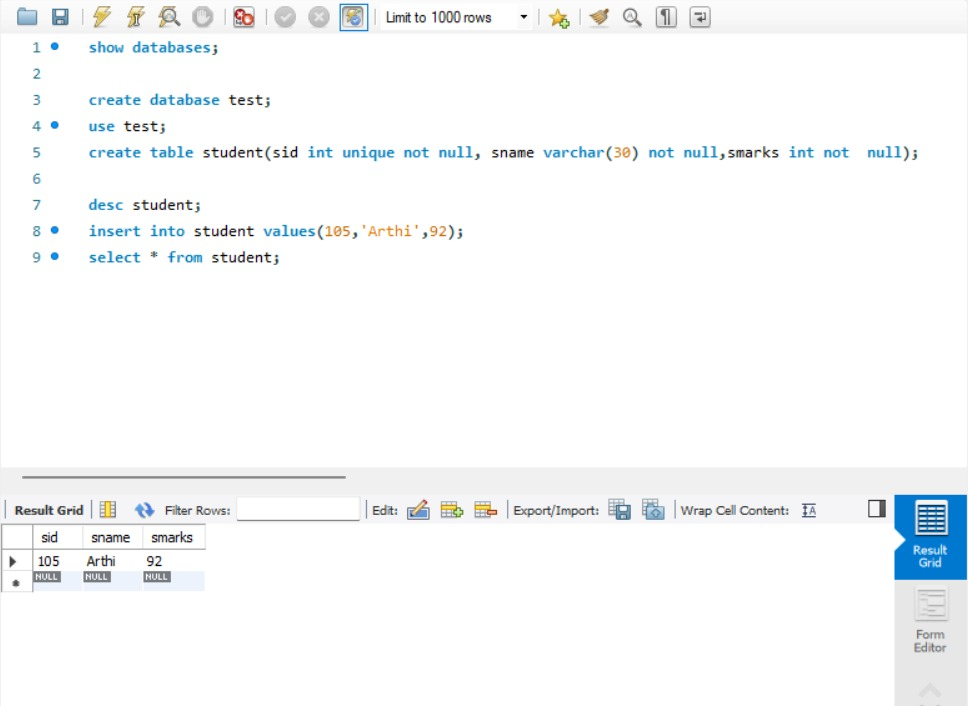 Limit to 1000 rows
1 show databases;
2
3 create database test;
4 use test;
5 create table student(sid int unique not null, sname varchar(30) not null,smarks int not  null);
6
7 desc student;
8 insert into student values(105,'Arthi',92);
9 select * from student;
Result Grid Filter Rows: Edit: Export/Import: Wrap Cell Content: IA
sid sname smarks
105 Arthi 92
NULL NULL NULL
Result
Grid
Form
Editor